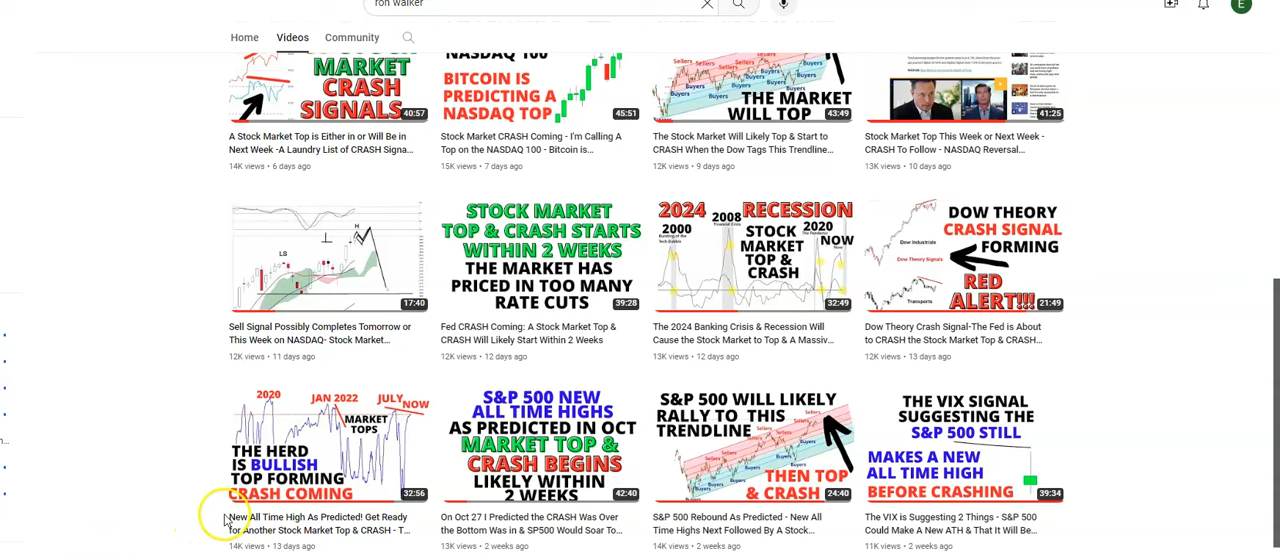 ron walker
E
Home Videos Community
MARKET
CRASH
SIGNALS
40:57
NASDAQ 100
BITCOIN IS
PREDICTING A
NASDAQ TOP
45:51
Sellers
Sellers
Buyers
Buyers
Buyers
THE MARKET
WILL TOP
43:49
41:25
A Stock Market Top is Either in or Will be in
Next Week -A Laundry List of CRASH Signa...
14K views • 6 days ago
Stock Market CRASH Coming - I'm Calling A
Top on the NASDAQ 100 - Bitcoin is...
15K views • 7 days ago
The Stock Market Will Likely Top & Start to
CRASH When the Dow Tags This Trendline...
12K views • 9 days ago
Stock Market Top This Week or Next Week -
CRASH To Follow - NASDAQ Reversal...
13K views • 10 days ago
LS
H
17:40
STOCK MARKET
TOP & CRASH STARTS
WITHIN 2 WEEKS
THE MARKET HAS
PRICED IN TOO MANY
RATE CUTS
39:28
2024 RECESSION
2000
2008
2020
NOW
STOCK
MARKET
TOP &
CRASH
32:49
DOW THEORY
CRASH SIGNAL
FORMING
Dow Industrials
Dow Theory Signals
Transports
RED
ALERT!!!
21:49
Sell Signal Possibly Completes Tomorrow or
This Week on NASDAQ- Stock Market...
12K views • 11 days ago
Fed CRASH Coming: A Stock Market Top &
CRASH Will Likely Start Within 2 Weeks
12K views • 12 days ago
The 2024 Banking Crisis & Recession Will
Cause the Stock Market to Top & A Massiv...
13K views • 12 days ago
Dow Theory Crash Signal-The Fed is About
to CRASH the Stock Market Top & CRASH...
12K views • 13 days ago
2020
JAN 2022
JULY
NOW
MARKET
TOPS
THE HERD
IS BULLISH
TOP FORMING
CRASH COMING
32:56
S&P 500 NEW
ALL TIME HIGHS
AS PREDICTED IN OCT
MARKET TOP &
CRASH BEGINS
LIKELY WITHIN
2 WEEKS
42:40
S&P 500 WILL LIKELY
RALLY TO THIS
TRENDLINE
Sellers
Sellers
Sellers
Buyers
Buyers
Buyers
THEN TOP
& CRASH
24:40
THE VIX SIGNAL
SUGGESTING THE
S&P 500 STILL
MAKES A NEW
ALL TIME HIGH
BEFORE CRASHING
39:34
New All Time High As Predicted! Get Ready
for Another Stock Market Top & CRASH - T...
14K views • 13 days ago
On Oct 27 I Predicted the CRASH Was Over
the Bottom Was in & SP500 Would Soar To...
13K views • 2 weeks ago
S&P 500 Rebound As Predicted - New All
Time Highs Next Followed By A Stock...
14K views • 2 weeks ago
The VIX is Suggesting 2 Things - S&P 500
Could Make A New ATH & That It Will Be...
11K views • 2 weeks ago